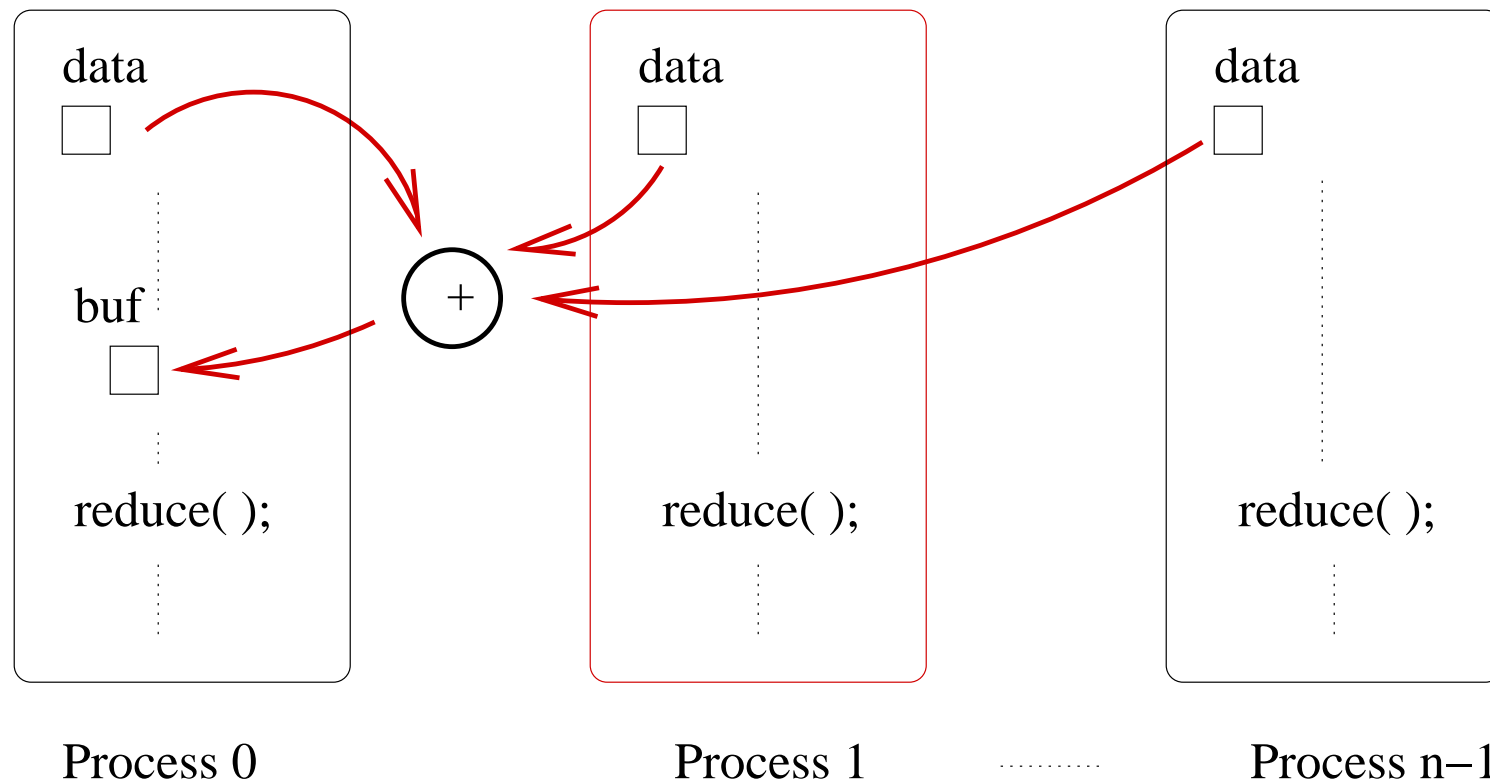 data data data
buf +
reduce( ); reduce( ); reduce( );
Process 0 Process 1 Process n−1